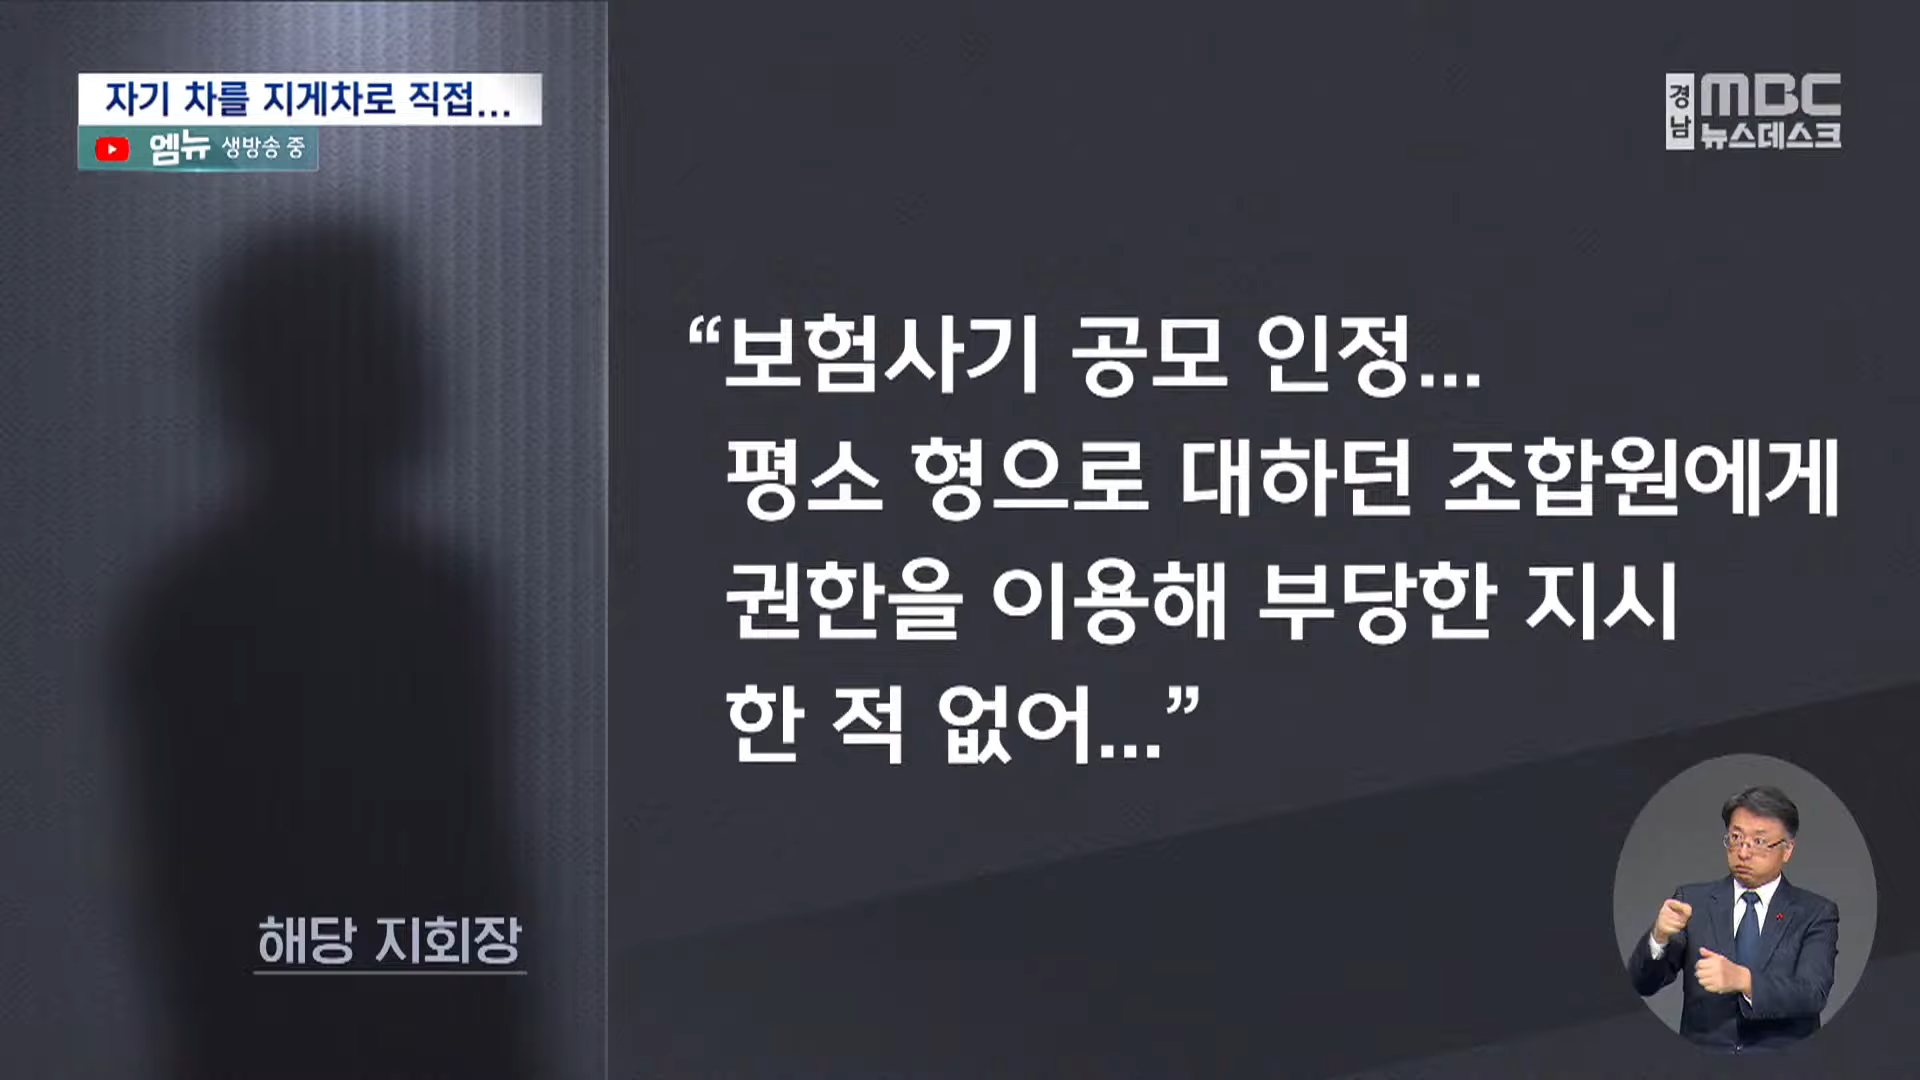 자기 차를 지게차로 직접...
엠뉴 생방송 중
경남
MBC
뉴스데스크
“보험사기 공모 인정...
평소 형으로 대하던 조합원에게
권한을 이용해 부당한 지시
한 적 없어...”
해당 지회장